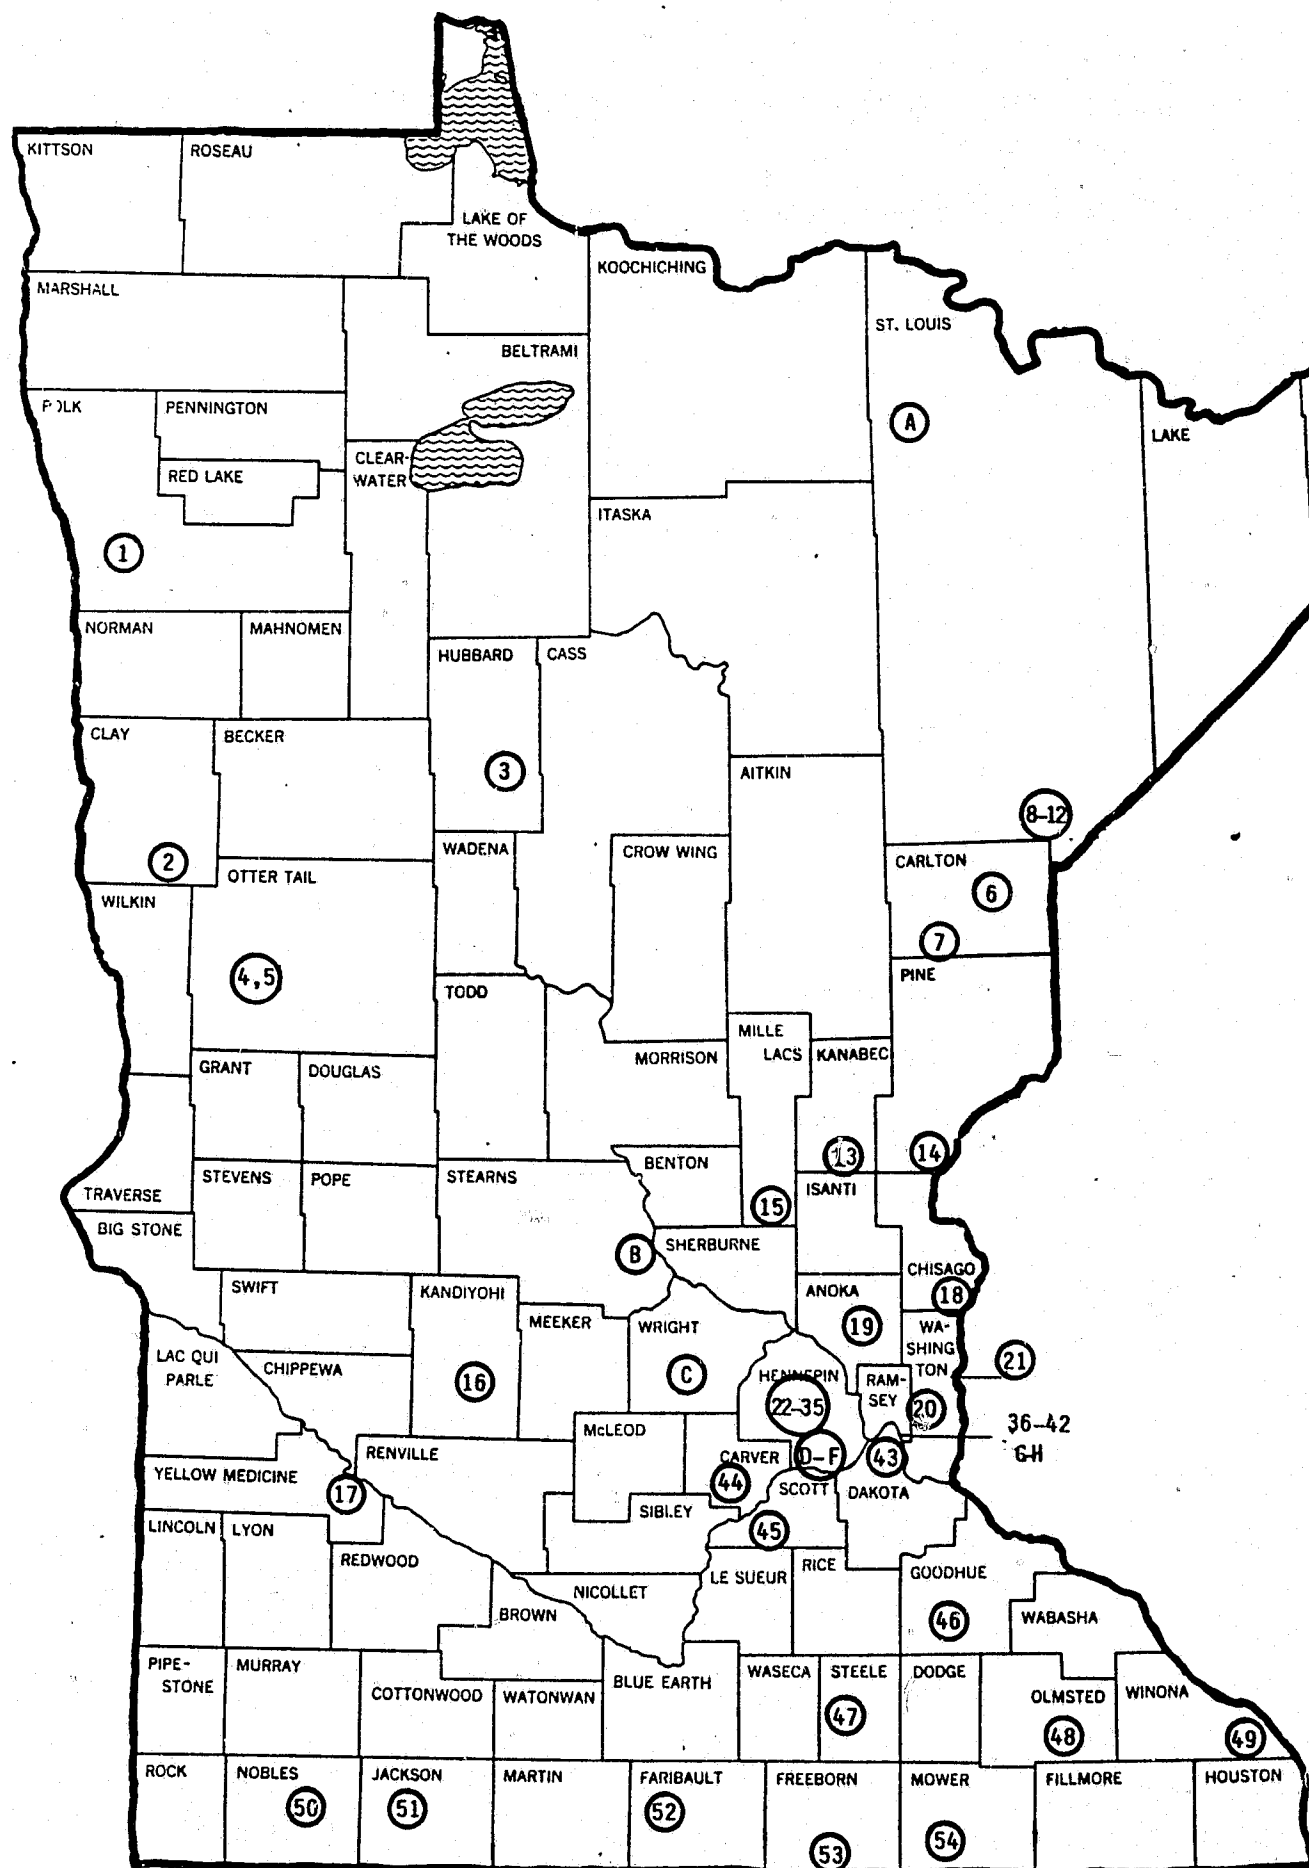 KITTSON
ROSEAU
LAKE OF
THE WOODS
KOOCHICHING
MARSHALL
ST. LOUIS
BELTRAMI
POLK
PENNINGTON
A
LAKE
CLEAR-
WATER
RED LAKE
ITASKA
1
NORMAN
MAHNOMEN
HUBBARD
CASS
CLAY
BECKER
3
AITKIN
8-12
2
WADENA
CROW WING
CARLTON
OTTER TAIL
6
WILKIN
7
4,5
PINE
TODD
MILLE
LACS
KANABEC
MORRISON
GRANT
DOUGLAS
13
14
BENTON
STEVENS
POPE
STEARNS
ISANTI
TRAVERSE
15
BIG STONE
B
SHERBURNE
CHISAGO
SWIFT
KANDIYOHI
ANOKA
18
MEEKER
WRIGHT
19
WA-
SHING
TON
21
LAC QUI
PARLE
CHIPPEWA
16
C
HENNEPIN
RAM-
SEY
22-35
20
36-42
G-H
McLEOD
RENVILLE
CARVER
D-F
43
YELLOW MEDICINE
44
SCOTT
DAKOTA
17
SIBLEY
45
LINCOLN
LYON
REDWOOD
LE SUEUR
RICE
GOODHUE
NICOLLET
BROWN
46
WABASHA
PIPE-
STONE
MURRAY
COTTONWOOD
WATONWAN
BLUE EARTH
WASECA
STEELE
DODGE
OLMSTED
WINONA
47
48
49
ROCK
NOBLES
JACKSON
MARTIN
FARIBAULT
FREEBORN
MOWER
FILLMORE
HOUSTON
50
51
52
53
54